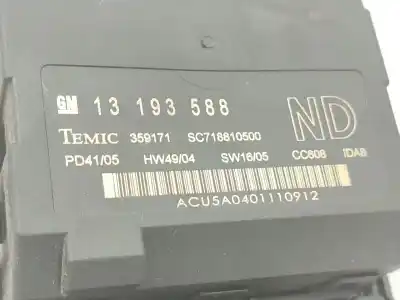 GM 13 193 588 ND
TEMIC 359171 SC718810500
PD41/05 HW49/04 SW16/05 CC608 IDAB
ACU5A0401110912